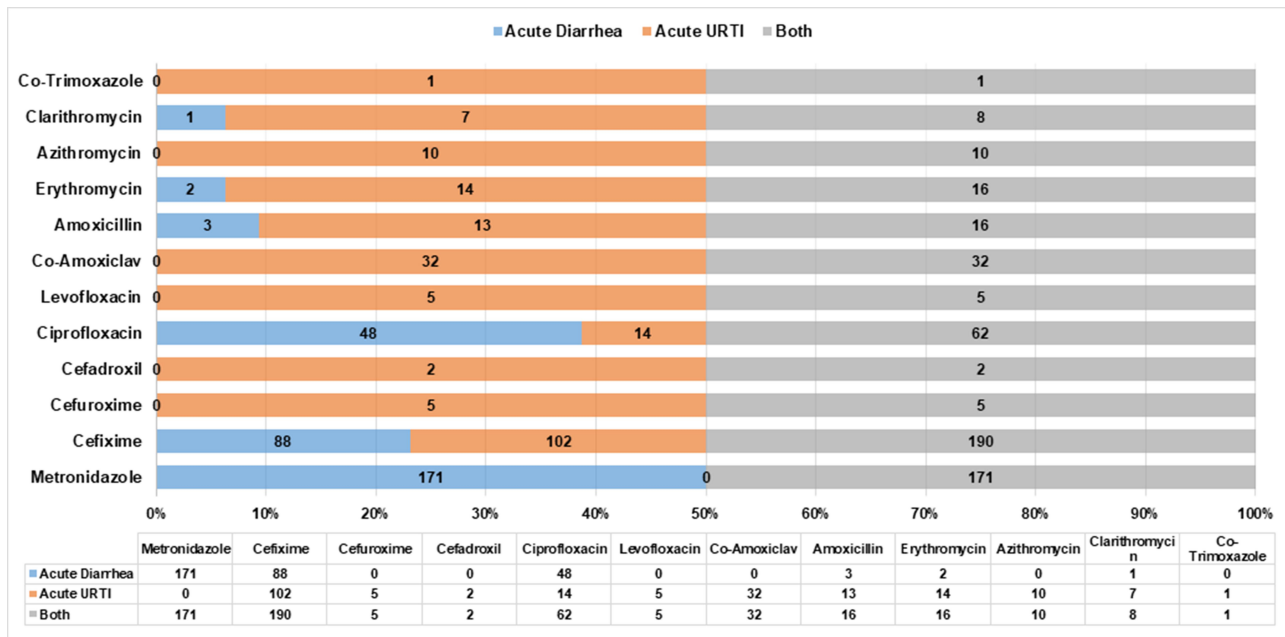 Acute Diarrhea Acute URTI Both
Co-Trimoxazole 0 1 1
Clarithromycin 1 7 8
Azithromycin 0 10 10
Erythromycin 2 14 16
Amoxicillin 3 13 16
Co-Amoxiclav 0 32 32
Levofloxacin 0 5 5
Ciprofloxacin 48 14 62
Cefadroxil 0 2 2
Cefuroxime 0 5 5
Cefixime 88 102 190
Metronidazole 171 0 171
0% 10% 20% 30% 40% 50% 60% 70% 80% 90% 100%
Metronidazole Cefixime Cefuroxime Cefadroxil Ciprofloxacin Levofloxacin Co-Amoxiclav Amoxicillin Erythromycin Azithromycin Clarithromyci
n Co-
Trimoxazole
Acute Diarrhea 171 88 0 0 48 0 0 3 2 0 1 0
Acute URTI 0 102 5 2 14 5 32 13 14 10 7 1
Both 171 190 5 2 62 5 32 16 16 10 8 1